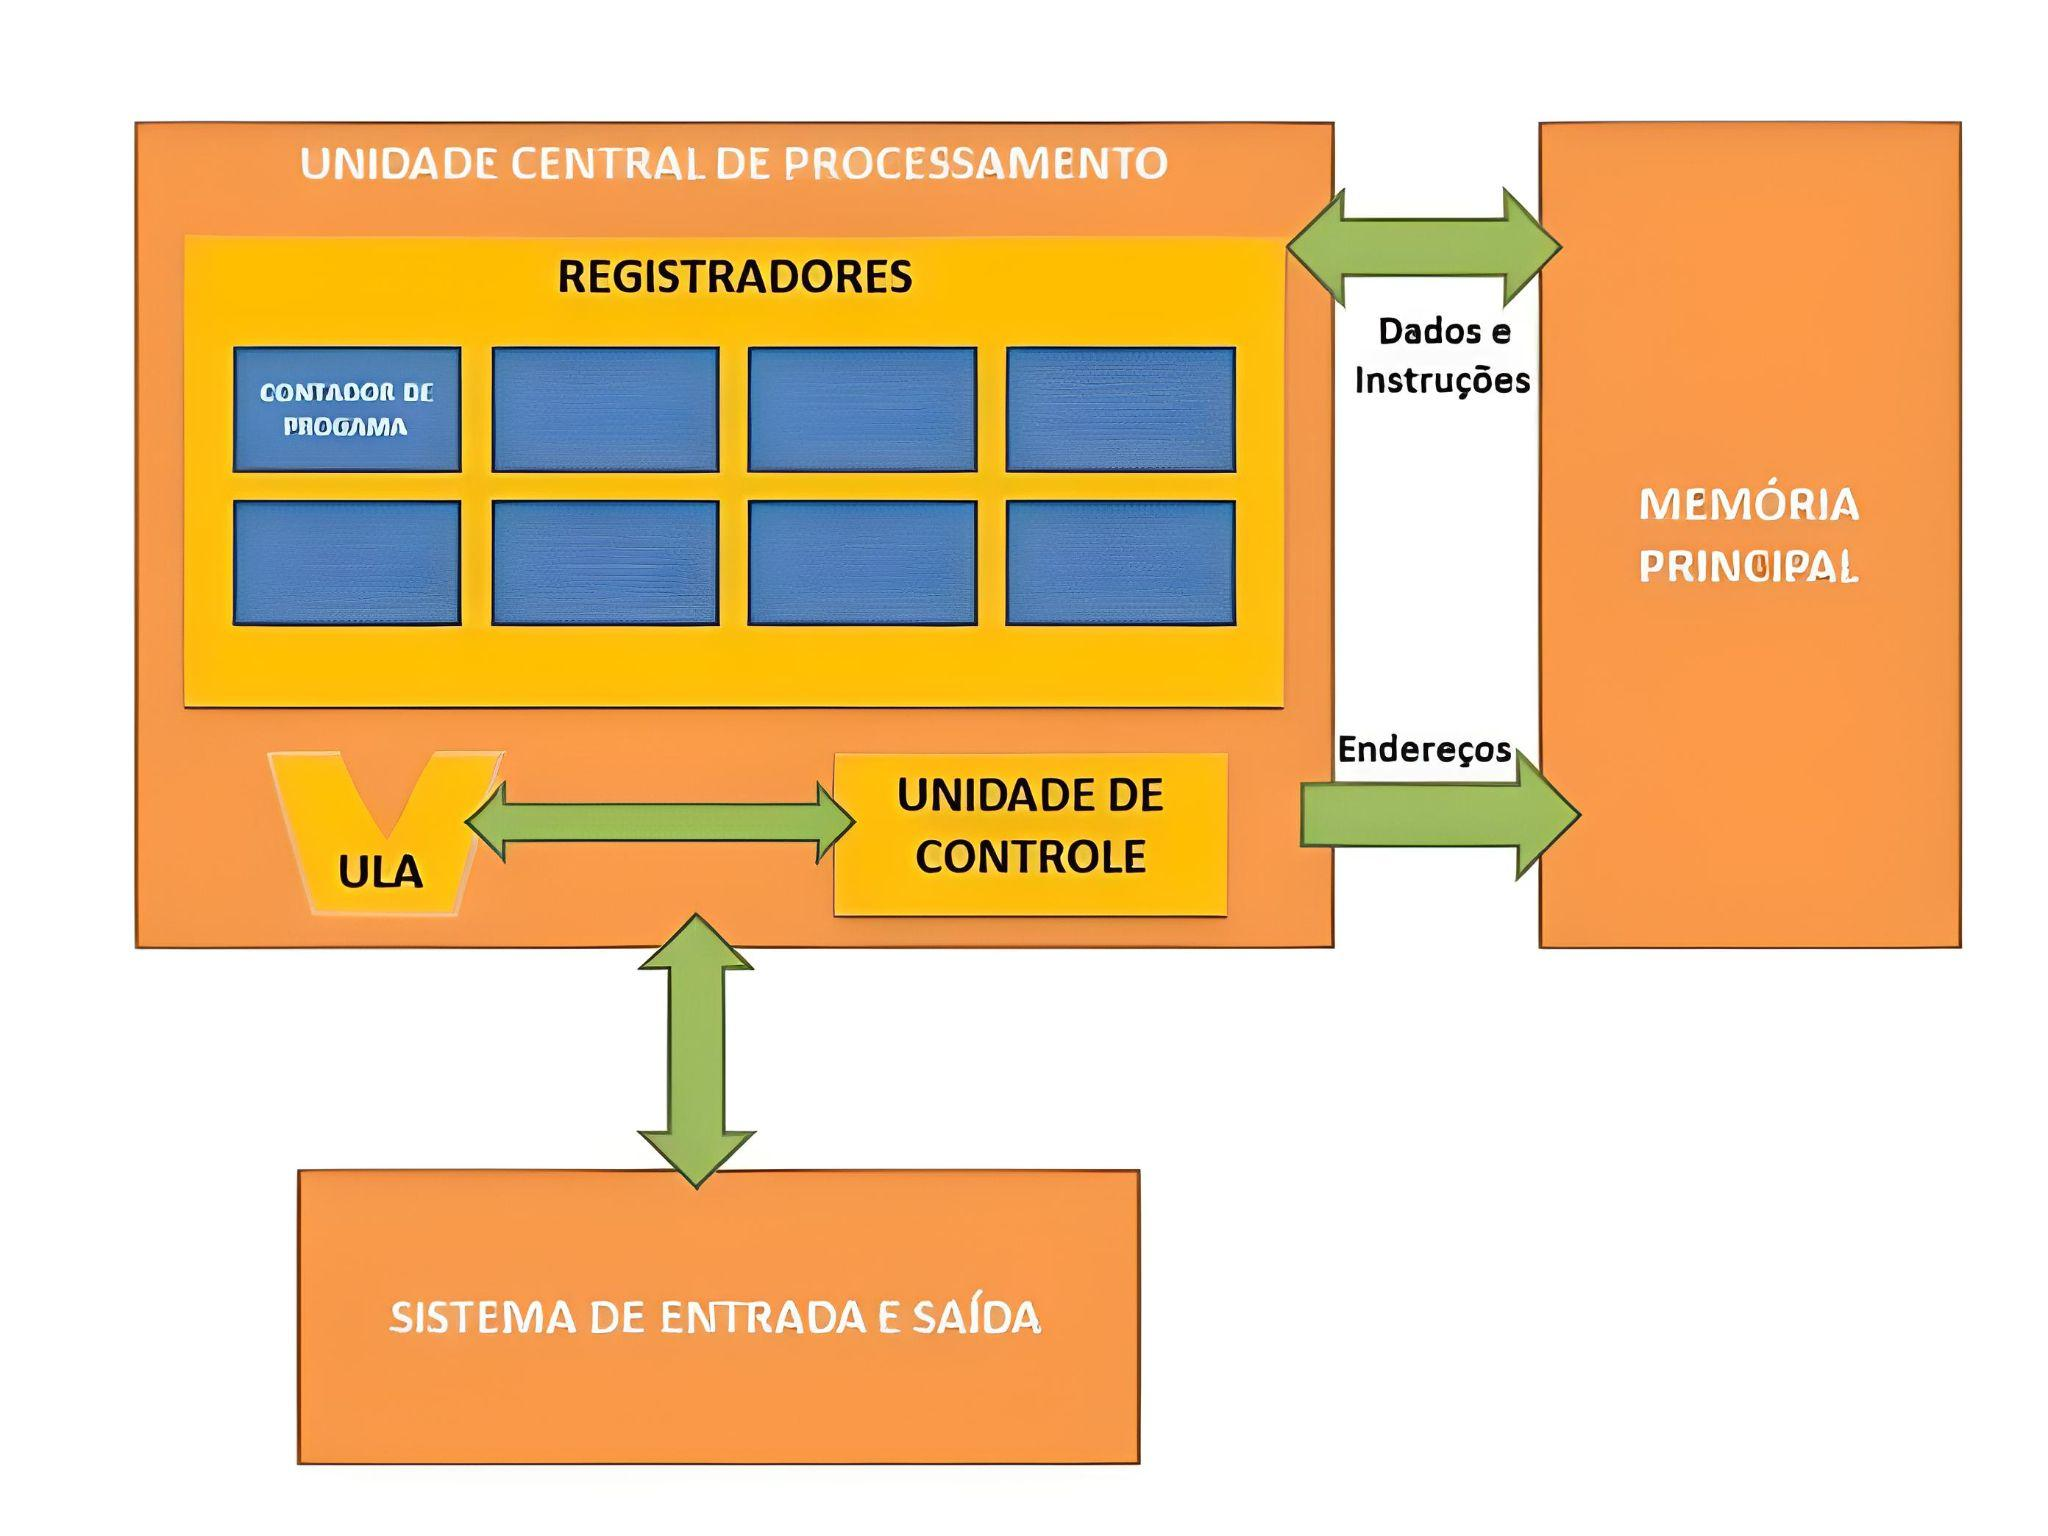 UNIDADE CENTRAL DE PROCESSAMENTO
REGISTRADORES
CONTADOR DE
PROGAMA
Dados e
Instruções
MEMÓRIA
PRINCIPAL
Endereços
ULA
UNIDADE DE
CONTROLE
SISTEMA DE ENTRADA E SAÍDA